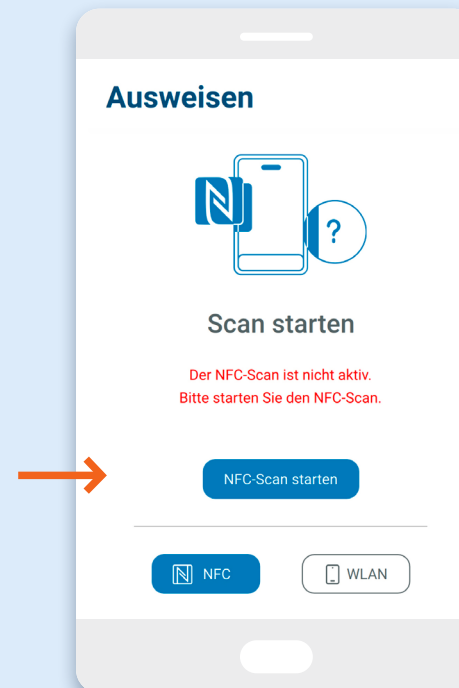 Ausweisen
?
Scan starten
Der NFC-Scan ist nicht aktiv.
Bitte starten Sie den NFC-Scan.
NFC-Scan starten
NFC
WLAN